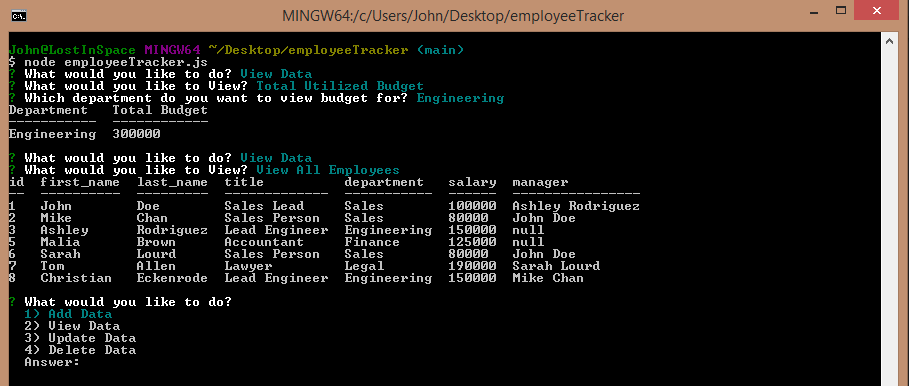 MINGW64:/c/Users/John/Desktop/employeeTracker
John@LostInSpace MINGW64 ~/Desktop/employeeTracker (main)
$ node employeeTracker.js
? What would you like to do? View Data
? What would you like to View? Total Utilized Budget
? Which department do you want to view budget for? Engineering
Department  Total Budget
-----------  ------------
Engineering  300000
? What would you like to do? View Data
? What would you like to View? View All Employees
id  first_name  last_name  title          department   salary  manager
--  ----------  ---------  -------------  -----------  ------  ----------------
1   John        Doe        Sales Lead     Sales        100000  Ashley Rodriguez
2   Mike        Chan       Sales Person   Sales        80000   John Doe
3   Ashley      Rodriguez  Lead Engineer  Engineering  150000  null
5   Malia       Brown      Accountant     Finance      125000  null
6   Sarah       Lourd      Sales Person   Sales        80000   John Doe
7   Tom         Allen      Lawyer         Legal        190000  Sarah Lourd
8   Christian   Eckenrode  Lead Engineer  Engineering  150000  Mike Chan
? What would you like to do?
1) Add Data
2) View Data
3) Update Data
4) Delete Data
Answer: